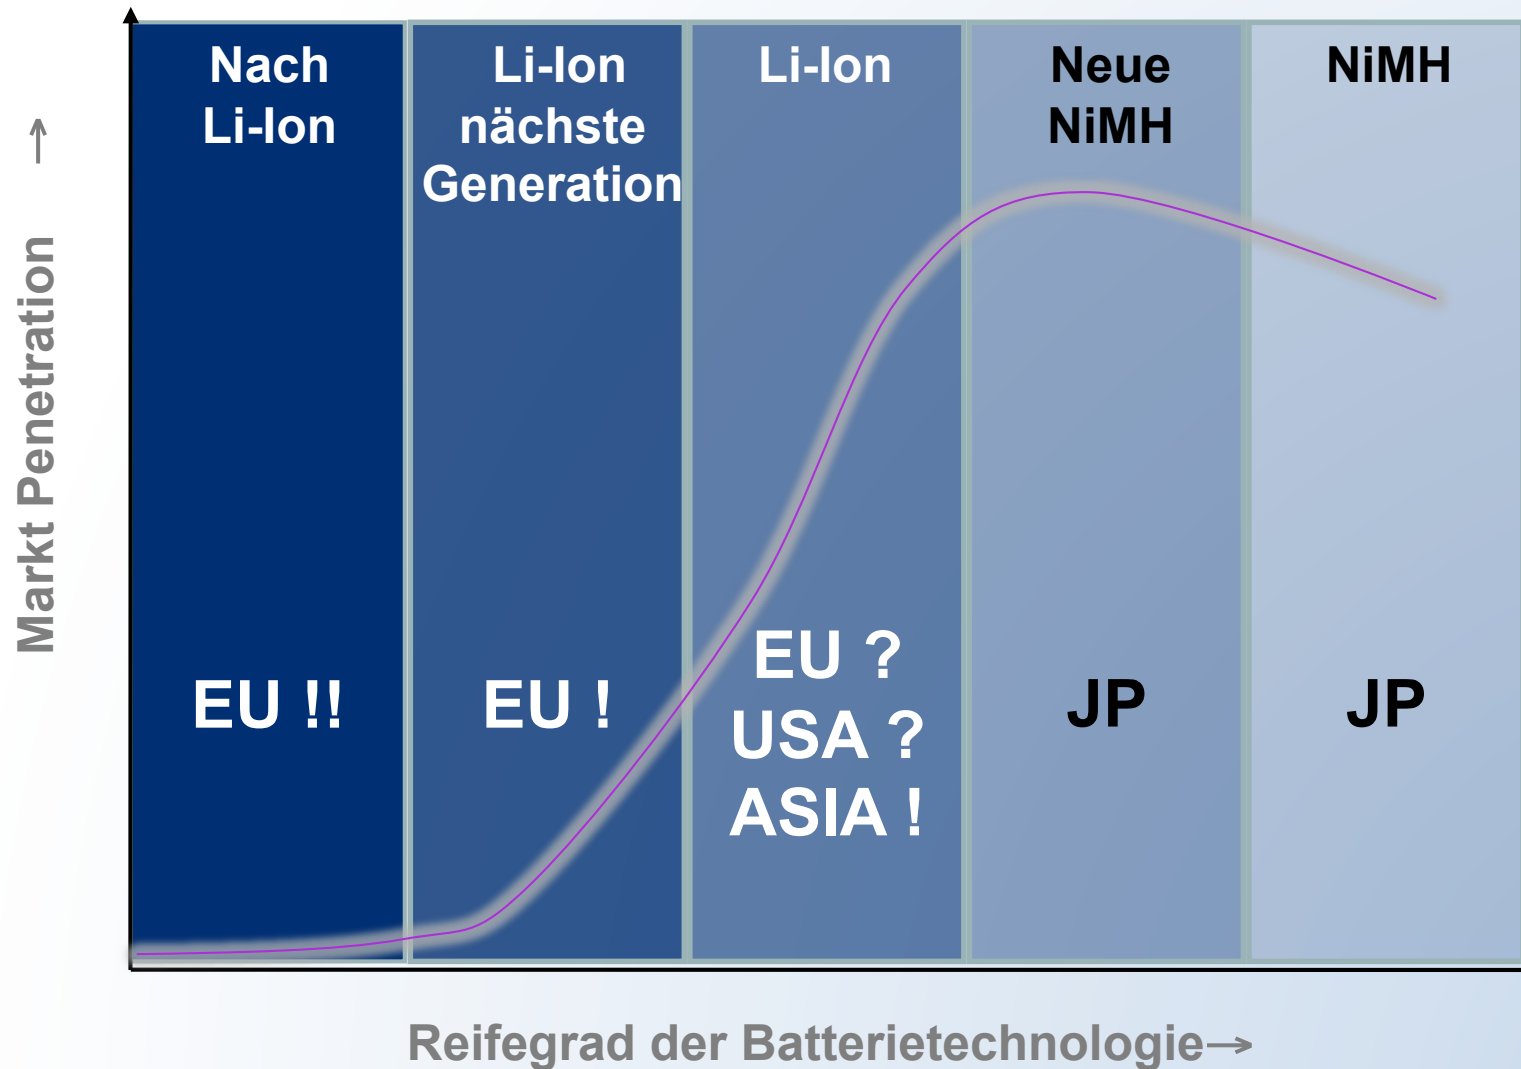 Nach
Li-Ion
Li-Ion
nächste
Generation
Li-Ion
Neue
NiMH
NiMH
Markt Penetration →
EU !!
EU !
EU ?
USA ?
ASIA !
JP
JP
Reifegrad der Batterietechnologie→